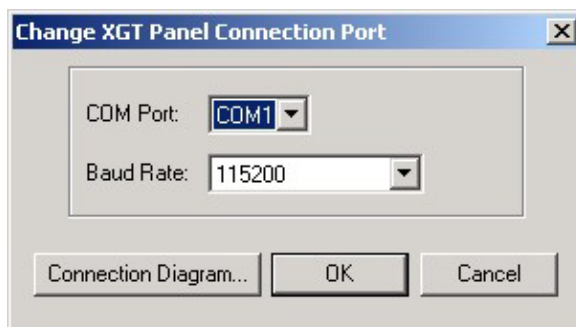 Change XGT Panel Connection Port
COM Port: COM1
Baud Rate: 115200
Connection Diagram... OK Cancel